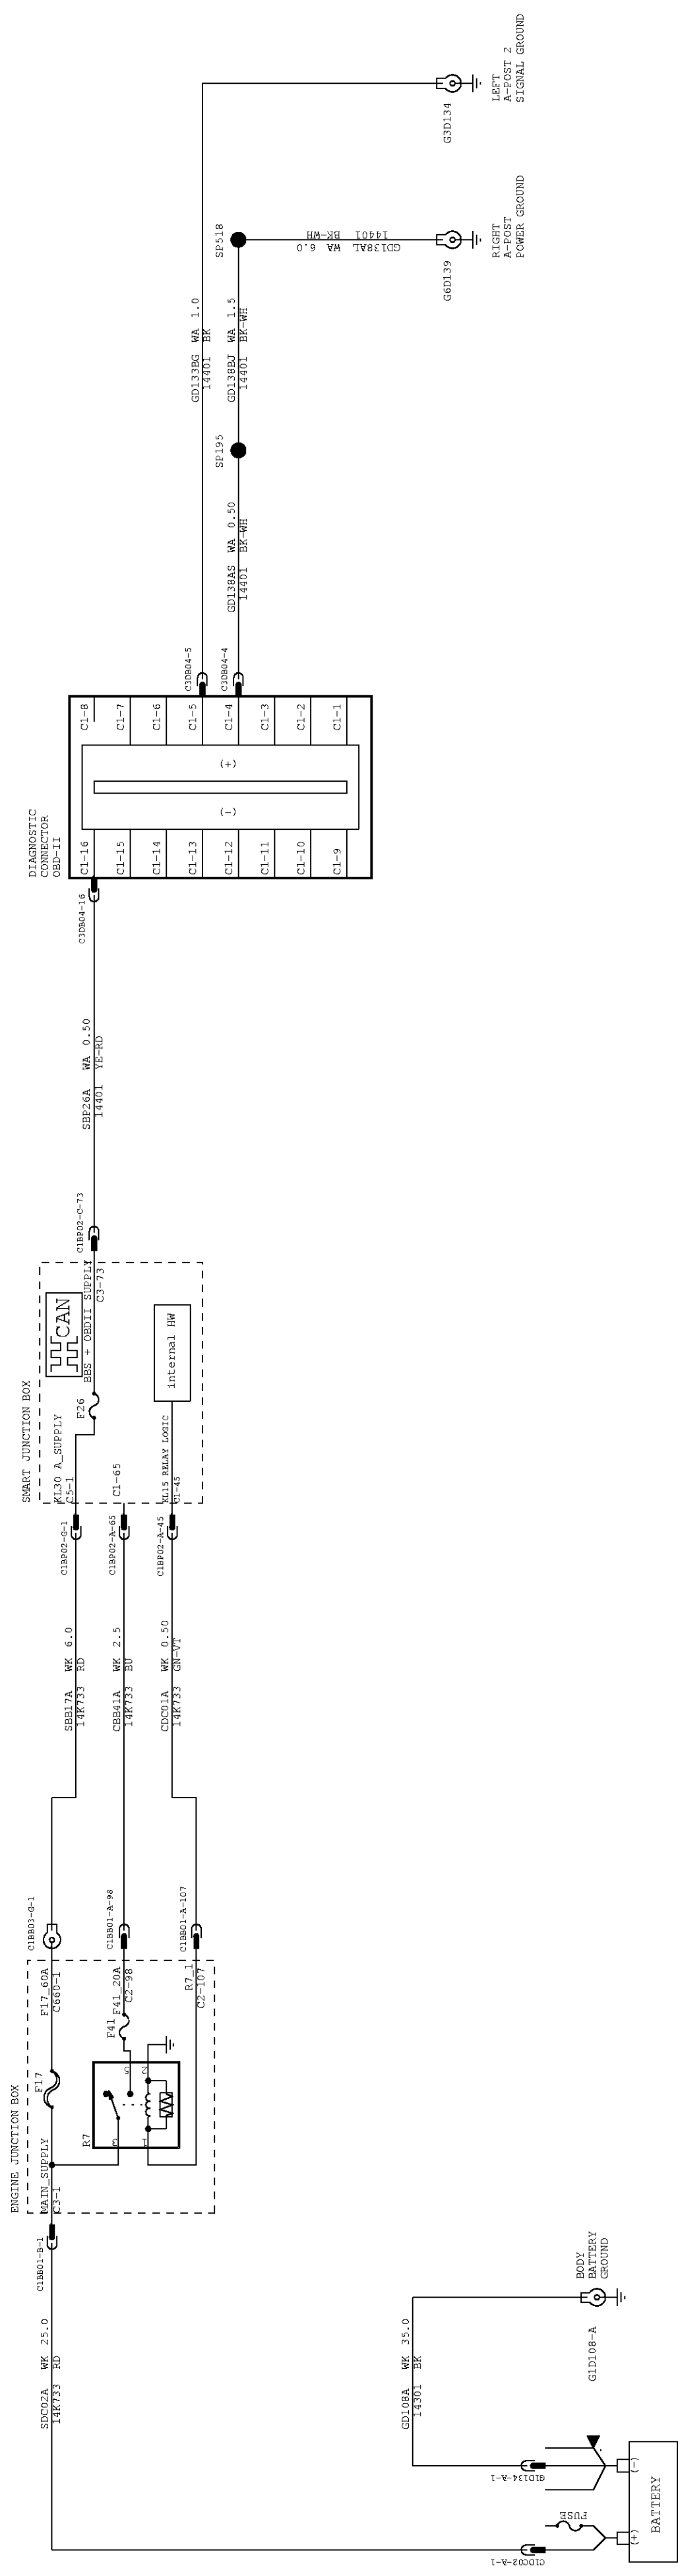 LEFT
A-POST 2
SIGNAL GROUND
G3D134
RIGHT
A-POST
POWER GROUND
G6D139
SP518
GD138AL WA 6.0
14401 BK-WH
GD133BG WA 1.0
14401 BK
GD138BJ WA 1.5
14401 BK-WH
SP195
GD138AS WA 0.50
14401 BK-WH
C3DB04-5
C3DB04-4
DIAGNOSTIC
CONNECTOR
OBD-II
C1-8
C1-7
C1-6
C1-5
C1-4
C1-3
C1-2
C1-1
(+)
(-)
C1-16
C1-15
C1-14
C1-13
C1-12
C1-11
C1-10
C1-9
C3DB04-16
SBP26A WA 0.50
14401 YE-RD
C1BP02-C-73
SMART JUNCTION BOX
CAN
BBS + OBDII SUPPLY
C3-73
F26
internal HW
KL30 A_SUPPLY
C5-1
C1-65
KL15 RELAY LOGIC
C1-45
C1BP02-G-1
C1BP02-A-65
C1BP02-A-45
SBB17A WK 6.0
14K733 RD
CBB41A WK 2.5
14K733 BU
CDC01A WK 0.50
14K733 GN-VT
C1BB03-G-1
C1BB01-A-98
C1BB01-A-107
ENGINE JUNCTION BOX
F17_60A
C660-1
F41_20A
C2-98
R7_1
C2-107
F17
F41
R7
5
2
3
1
MAIN_SUPPLY
C3-1
C1BB01-B-1
SDC02A WK 25.0
14K733 RD
GD108A WK 35.0
14301 BK
BODY
BATTERY
GROUND
G1D108-A
G1D134-A-1
C1DC02-A-1
FUSE
(-)
(+)
BATTERY